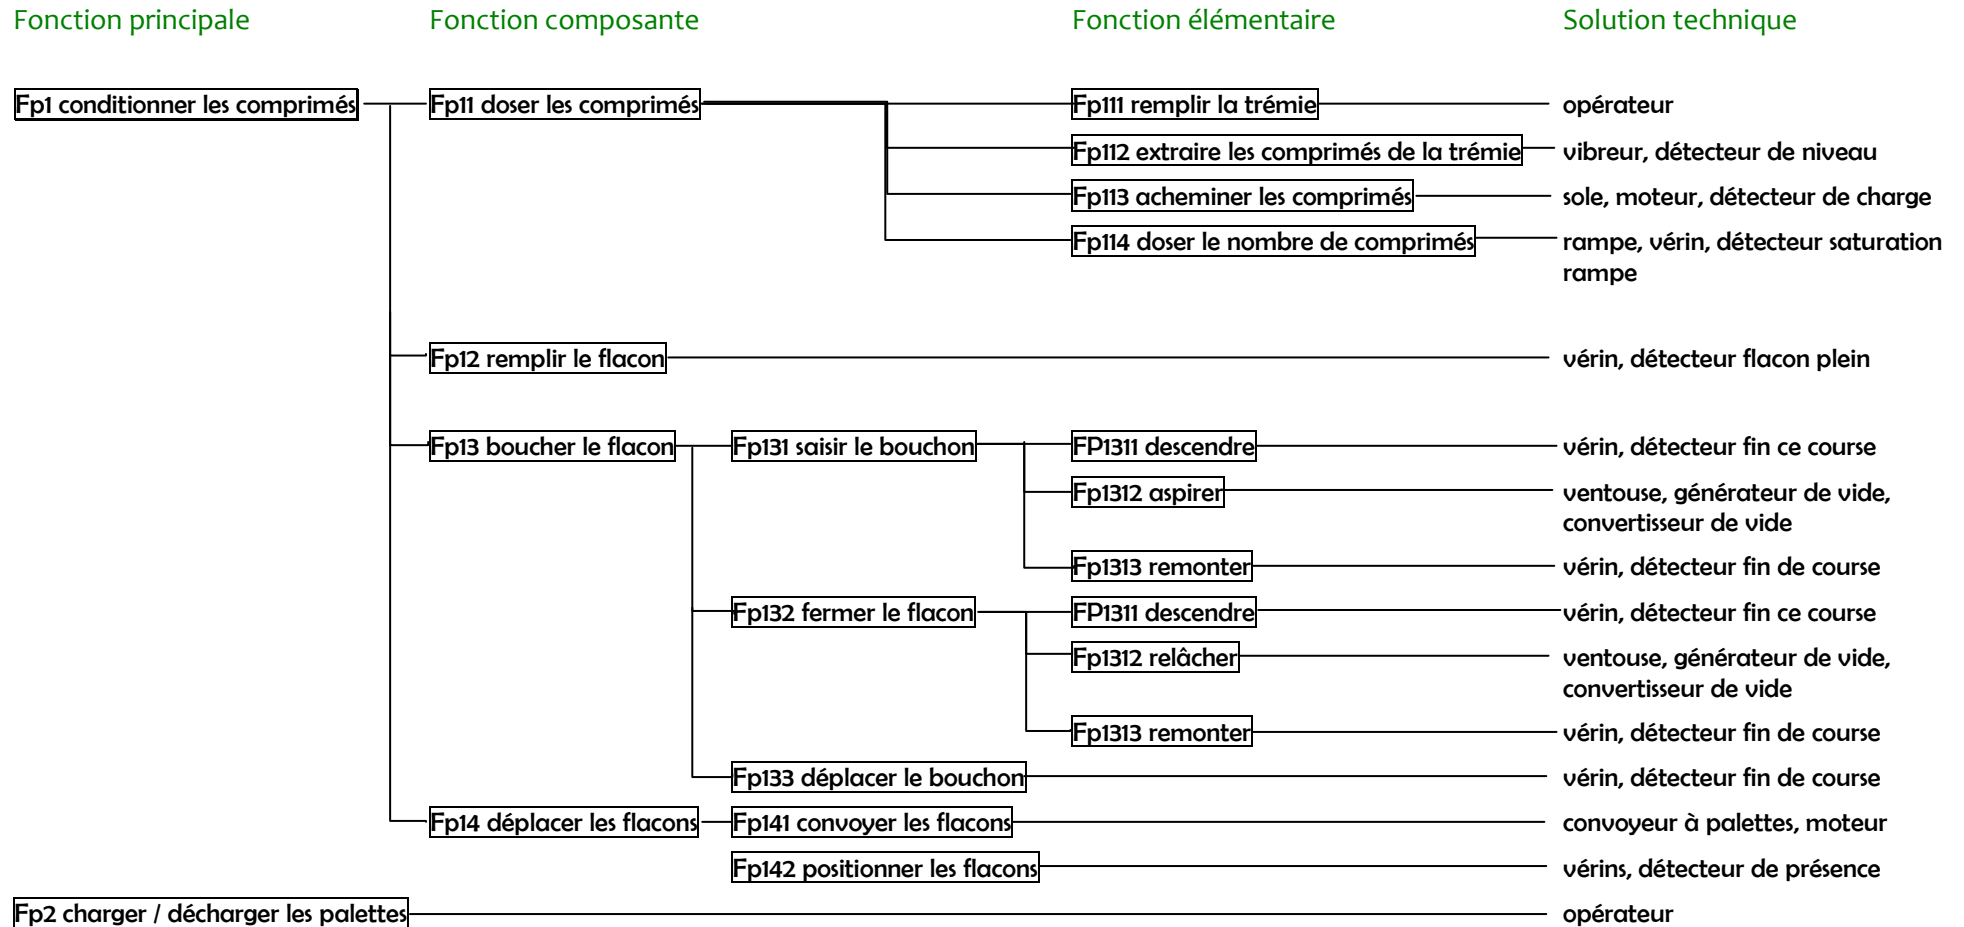 Fonction principale Fonction composante Fonction élémentaire Solution technique
Fp1 conditionner les comprimés Fp11 doser les comprimés Fp111 remplir la trémie opérateur
Fp112 extraire les comprimés de la trémie vibreur, détecteur de niveau
Fp113 acheminer les comprimés sole, moteur, détecteur de charge
Fp114 doser le nombre de comprimés rampe, vérin, détecteur saturation
rampe
Fp12 remplir le flacon vérin, détecteur flacon plein
Fp13 boucher le flacon Fp131 saisir le bouchon FP1311 descendre vérin, détecteur fin ce course
Fp1312 aspirer ventouse, générateur de vide,
convertisseur de vide
Fp1313 remonter vérin, détecteur fin de course
Fp132 fermer le flacon FP1311 descendre vérin, détecteur fin ce course
Fp1312 relâcher ventouse, générateur de vide,
convertisseur de vide
Fp1313 remonter vérin, détecteur fin de course
Fp133 déplacer le bouchon vérin, détecteur fin de course
Fp14 déplacer les flacons Fp141 convoyer les flacons convoyeur à palettes, moteur
Fp142 positionner les flacons vérins, détecteur de présence
Fp2 charger / décharger les palettes opérateur